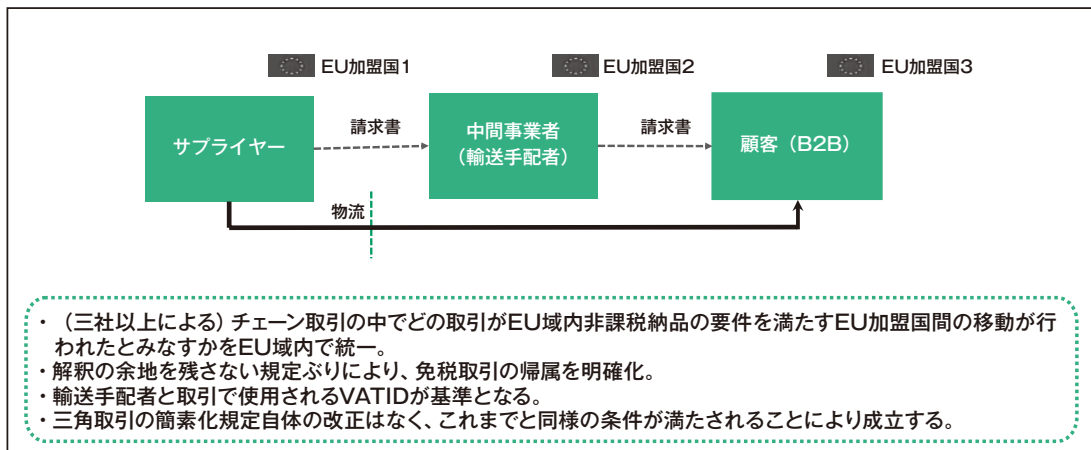 EU加盟国1
EU加盟国2
EU加盟国3
サプライヤー
請求書
中間事業者
(輸送手配者)
請求書
顧客（B2B）
物流
・（三社以上による）チェーン取引の中でどの取引がEU域内非課税納品の要件を満たすEU加盟国間の移動が行
われたとみなすかをEU域内で統一。
・解釈の余地を残さない規定ぶりにより、免税取引の帰属を明確化。
・輸送手配者と取引で使用されるVATIDが基準となる。
・三角取引の簡素化規定自体の改正はなく、これまでと同様の条件が満たされることにより成立する。